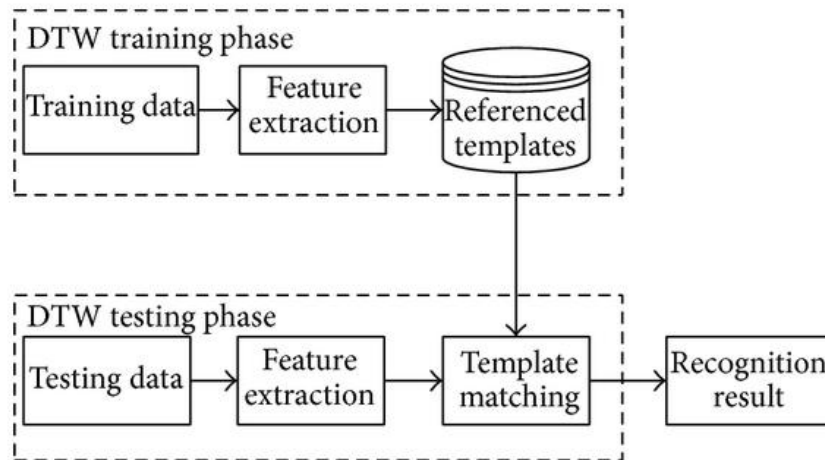 DTW training phase
Training data
Feature
extraction
Referenced
templates
DTW testing phase
Testing data
Feature
extraction
Template
matching
Recognition
result